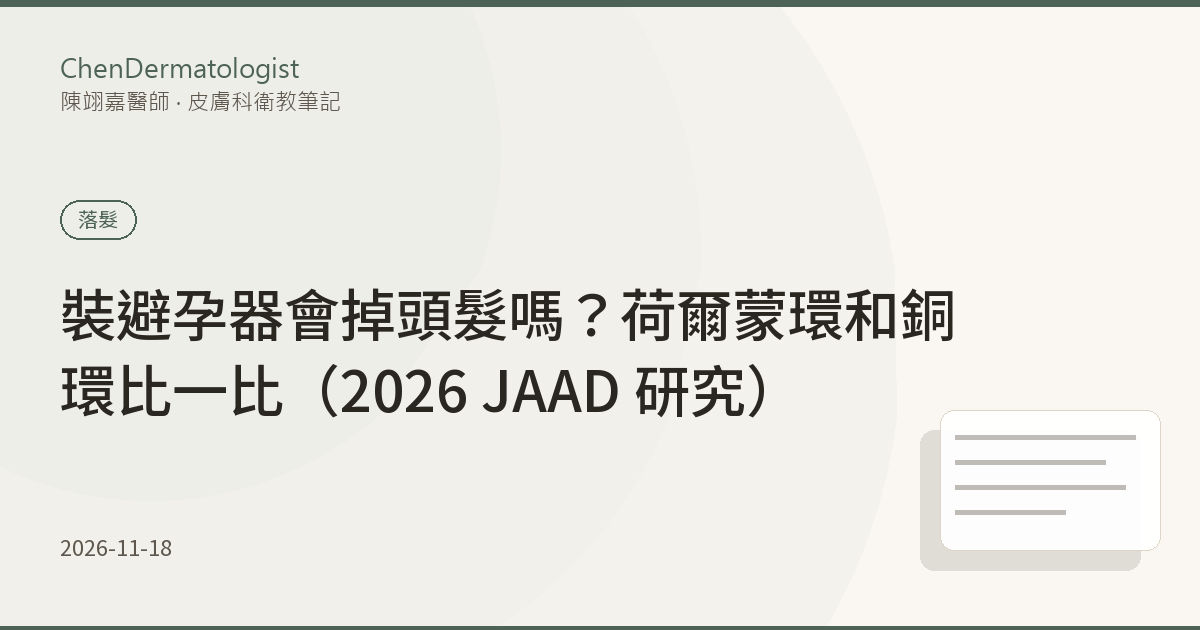 ChenDermatologist
陳翊嘉醫師 · 皮膚科衛教筆記
落髮
裝避孕器會掉頭髮嗎？荷爾蒙環和銅
環比一比（2026 JAAD 研究）
2026-11-18